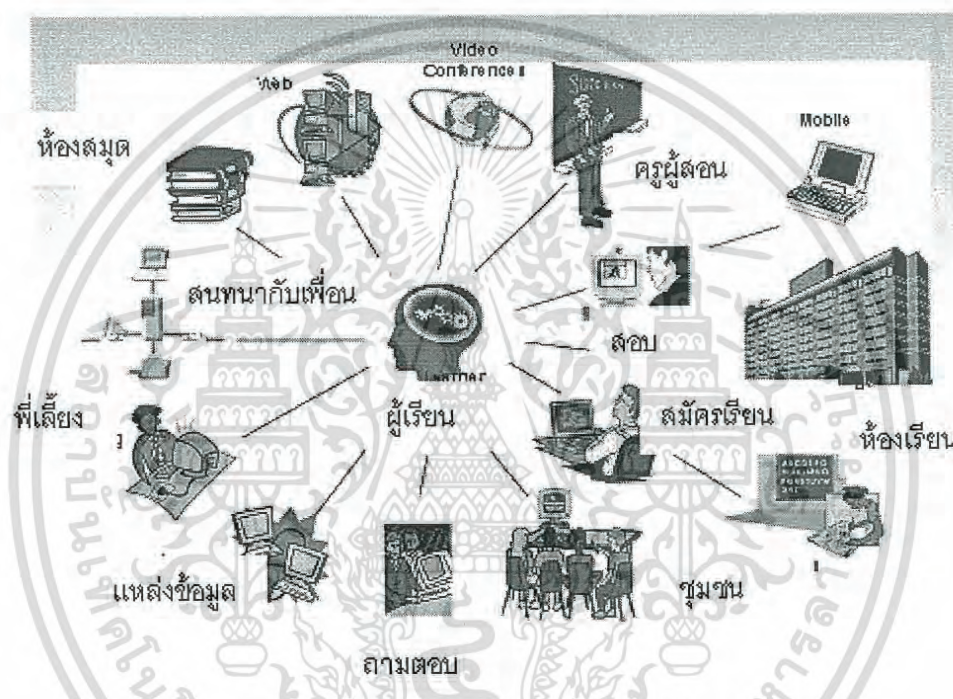 Video
Conferences
Web
Success
ห้องสมุด
ครูผู้สอน
Mobile
สนทนากับเพื่อน
สอบ
Learner
พี่เลี้ยง
ผู้เรียน
สมัครเรียน
ห้องเรียน
แหล่งข้อมูล
ชุมชน
ถามตอบ